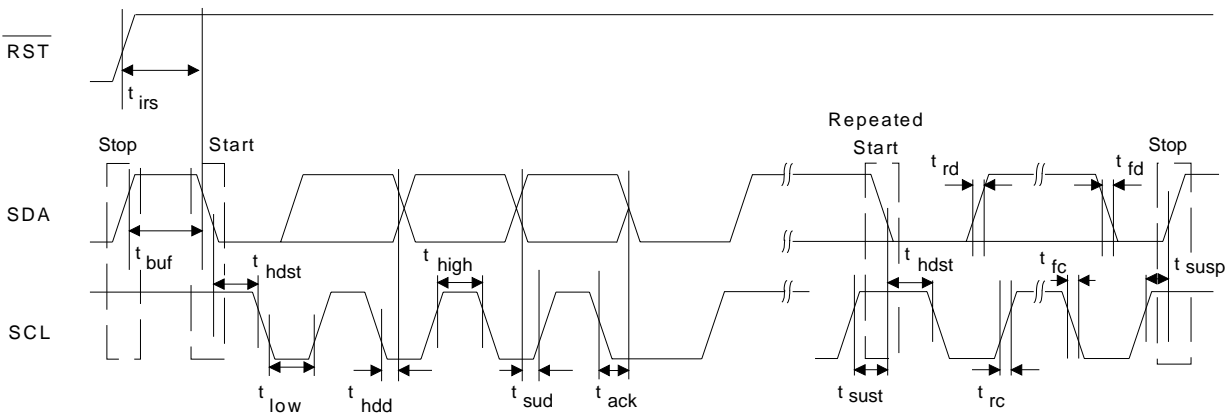 RST
t irs
Repeated
Stop Start Start Stop
t rd t fd
SDA
t buf t hdst t high t hdst t fc t susp
SCL
t low t hdd t sud t ack t sust t rc